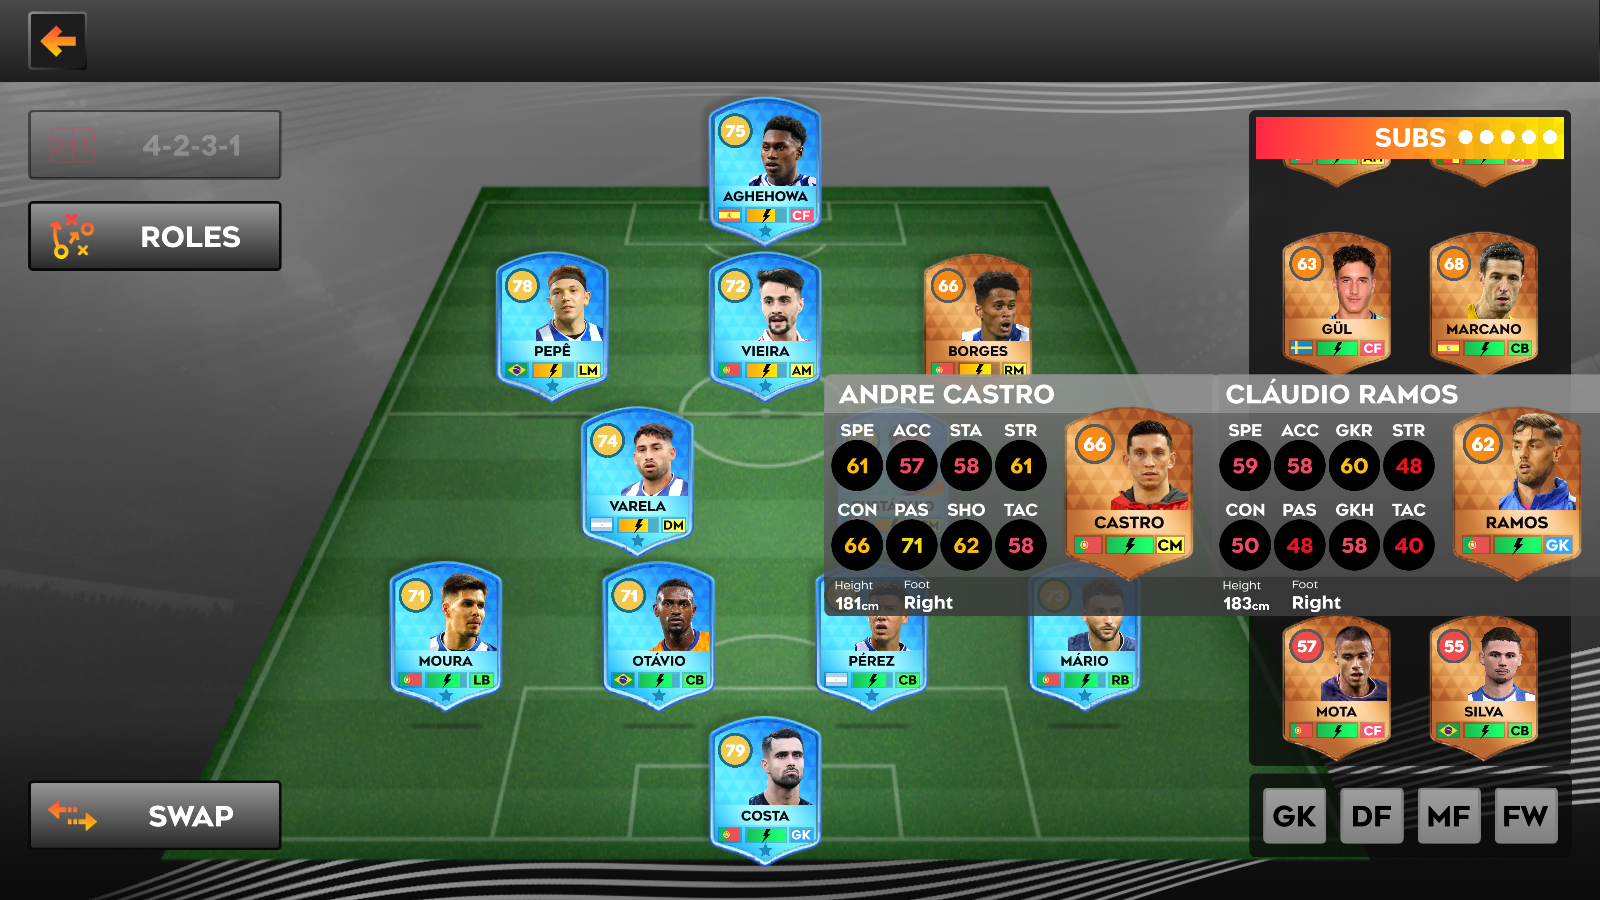 4-2-3-1
ROLES
SWAP
75
AGHEHOWA
CF
78
PEPÊ
LM
72
VIEIRA
AM
66
BORGES
RM
74
VARELA
DM
71
MOURA
LB
71
OTÁVIO
CB
PÉREZ
CB
73
MÁRIO
RB
79
COSTA
GK
ANDRE CASTRO
SPE ACC STA STR
61 57 58 61
CON PAS SHO TAC
66 71 62 58
Height Foot
181cm Right
66
CASTRO
CM
CLÁUDIO RAMOS
SPE ACC GKR STR
59 58 60 48
CON PAS GKH TAC
50 48 58 40
Height Foot
183cm Right
62
RAMOS
GK
SUBS
63
GÜL
CF
68
MARCANO
CB
57
MOTA
CF
55
SILVA
CB
GK DF MF FW